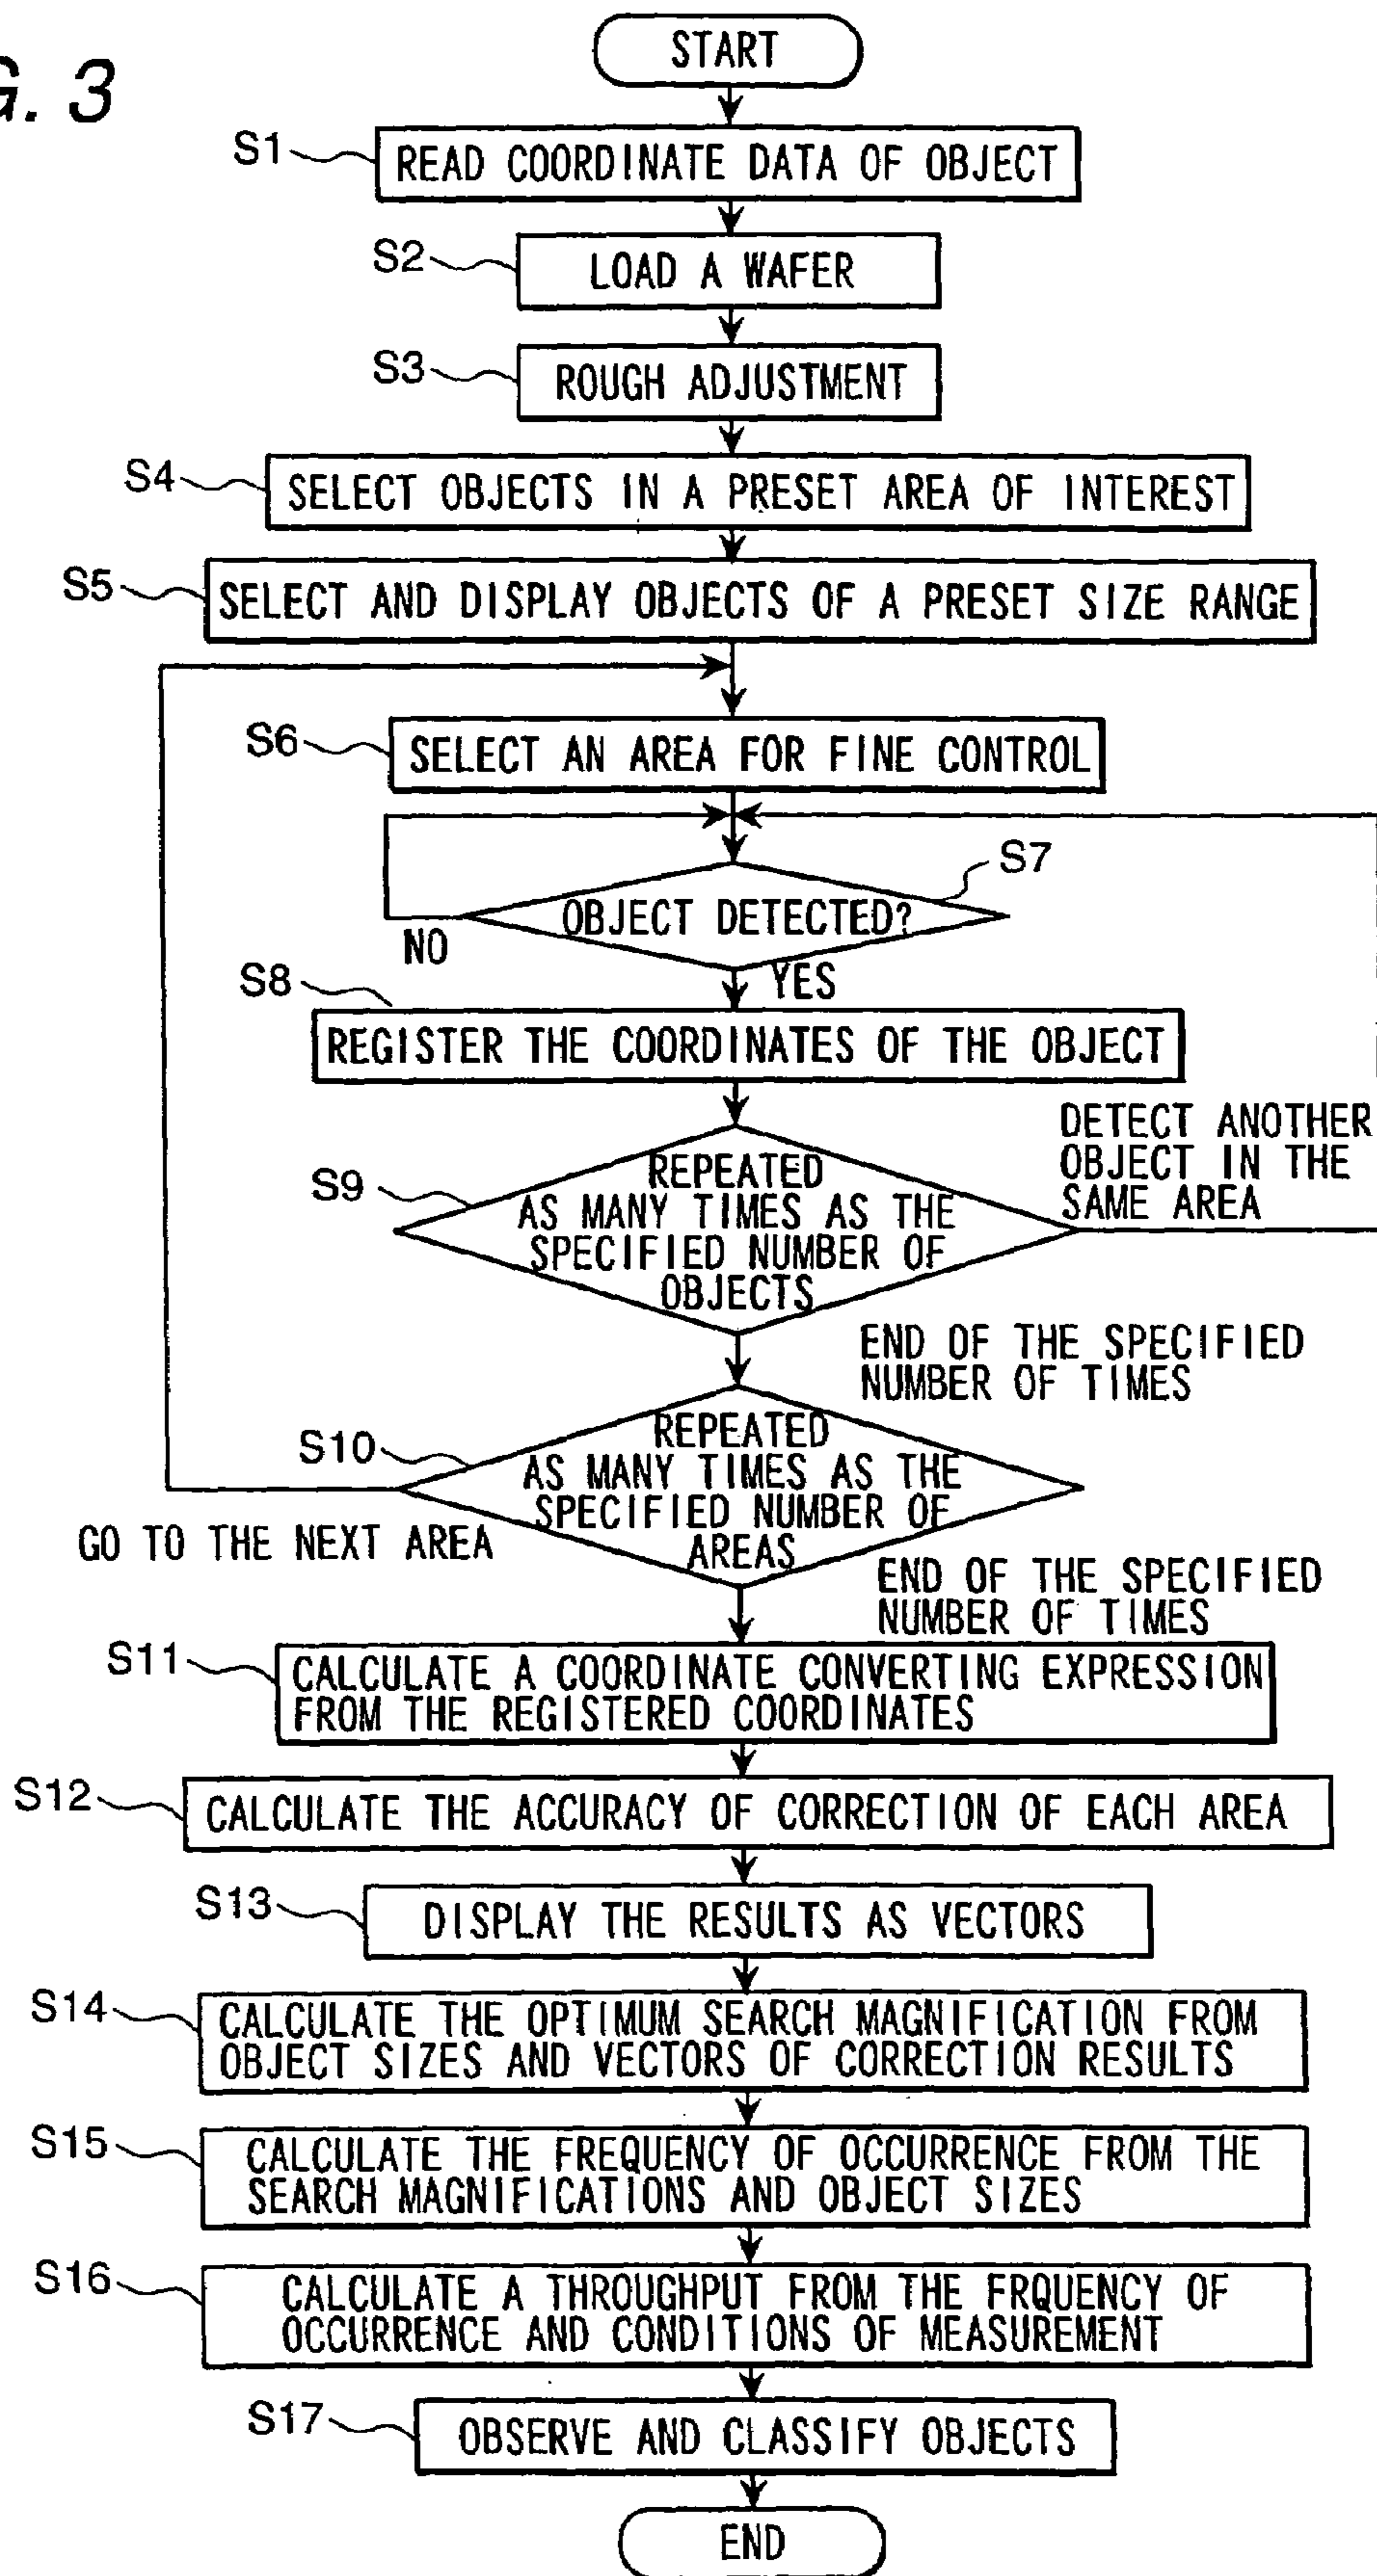 G. 3
START
S1
READ COORDINATE DATA OF OBJECT
S2
LOAD A WAFER
S3
ROUGH ADJUSTMENT
S4
SELECT OBJECTS IN A PRESET AREA OF INTEREST
S5
SELECT AND DISPLAY OBJECTS OF A PRESET SIZE RANGE
S6
SELECT AN AREA FOR FINE CONTROL
S7
OBJECT DETECTED?
NO
YES
S8
REGISTER THE COORDINATES OF THE OBJECT
S9
REPEATED
AS MANY TIMES AS THE
SPECIFIED NUMBER OF
OBJECTS
DETECT ANOTHER
OBJECT IN THE
SAME AREA
END OF THE SPECIFIED
NUMBER OF TIMES
S10
REPEATED
AS MANY TIMES AS THE
SPECIFIED NUMBER OF
AREAS
GO TO THE NEXT AREA
END OF THE SPECIFIED
NUMBER OF TIMES
S11
CALCULATE A COORDINATE CONVERTING EXPRESSION
FROM THE REGISTERED COORDINATES
S12
CALCULATE THE ACCURACY OF CORRECTION OF EACH AREA
S13
DISPLAY THE RESULTS AS VECTORS
S14
CALCULATE THE OPTIMUM SEARCH MAGNIFICATION FROM
OBJECT SIZES AND VECTORS OF CORRECTION RESULTS
S15
CALCULATE THE FREQUENCY OF OCCURRENCE FROM THE
SEARCH MAGNIFICATIONS AND OBJECT SIZES
S16
CALCULATE A THROUGHPUT FROM THE FRQUENCY OF
OCCURRENCE AND CONDITIONS OF MEASUREMENT
S17
OBSERVE AND CLASSIFY OBJECTS
END